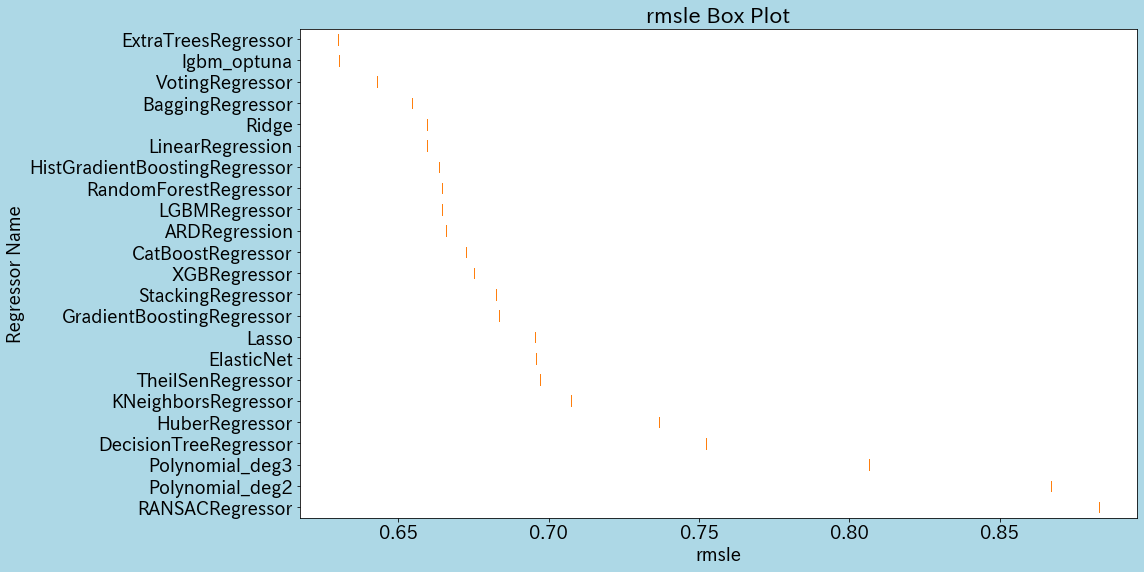 rmsle Box Plot
Regressor Name
ExtraTreesRegressor
lgbm_optuna
VotingRegressor
BaggingRegressor
Ridge
LinearRegression
HistGradientBoostingRegressor
RandomForestRegressor
LGBMRegressor
ARDRegression
CatBoostRegressor
XGBRegressor
StackingRegressor
GradientBoostingRegressor
Lasso
ElasticNet
TheilSenRegressor
KNeighborsRegressor
HuberRegressor
DecisionTreeRegressor
Polynomial_deg3
Polynomial_deg2
RANSACRegressor
0.65 0.70 0.75 0.80 0.85
rmsle